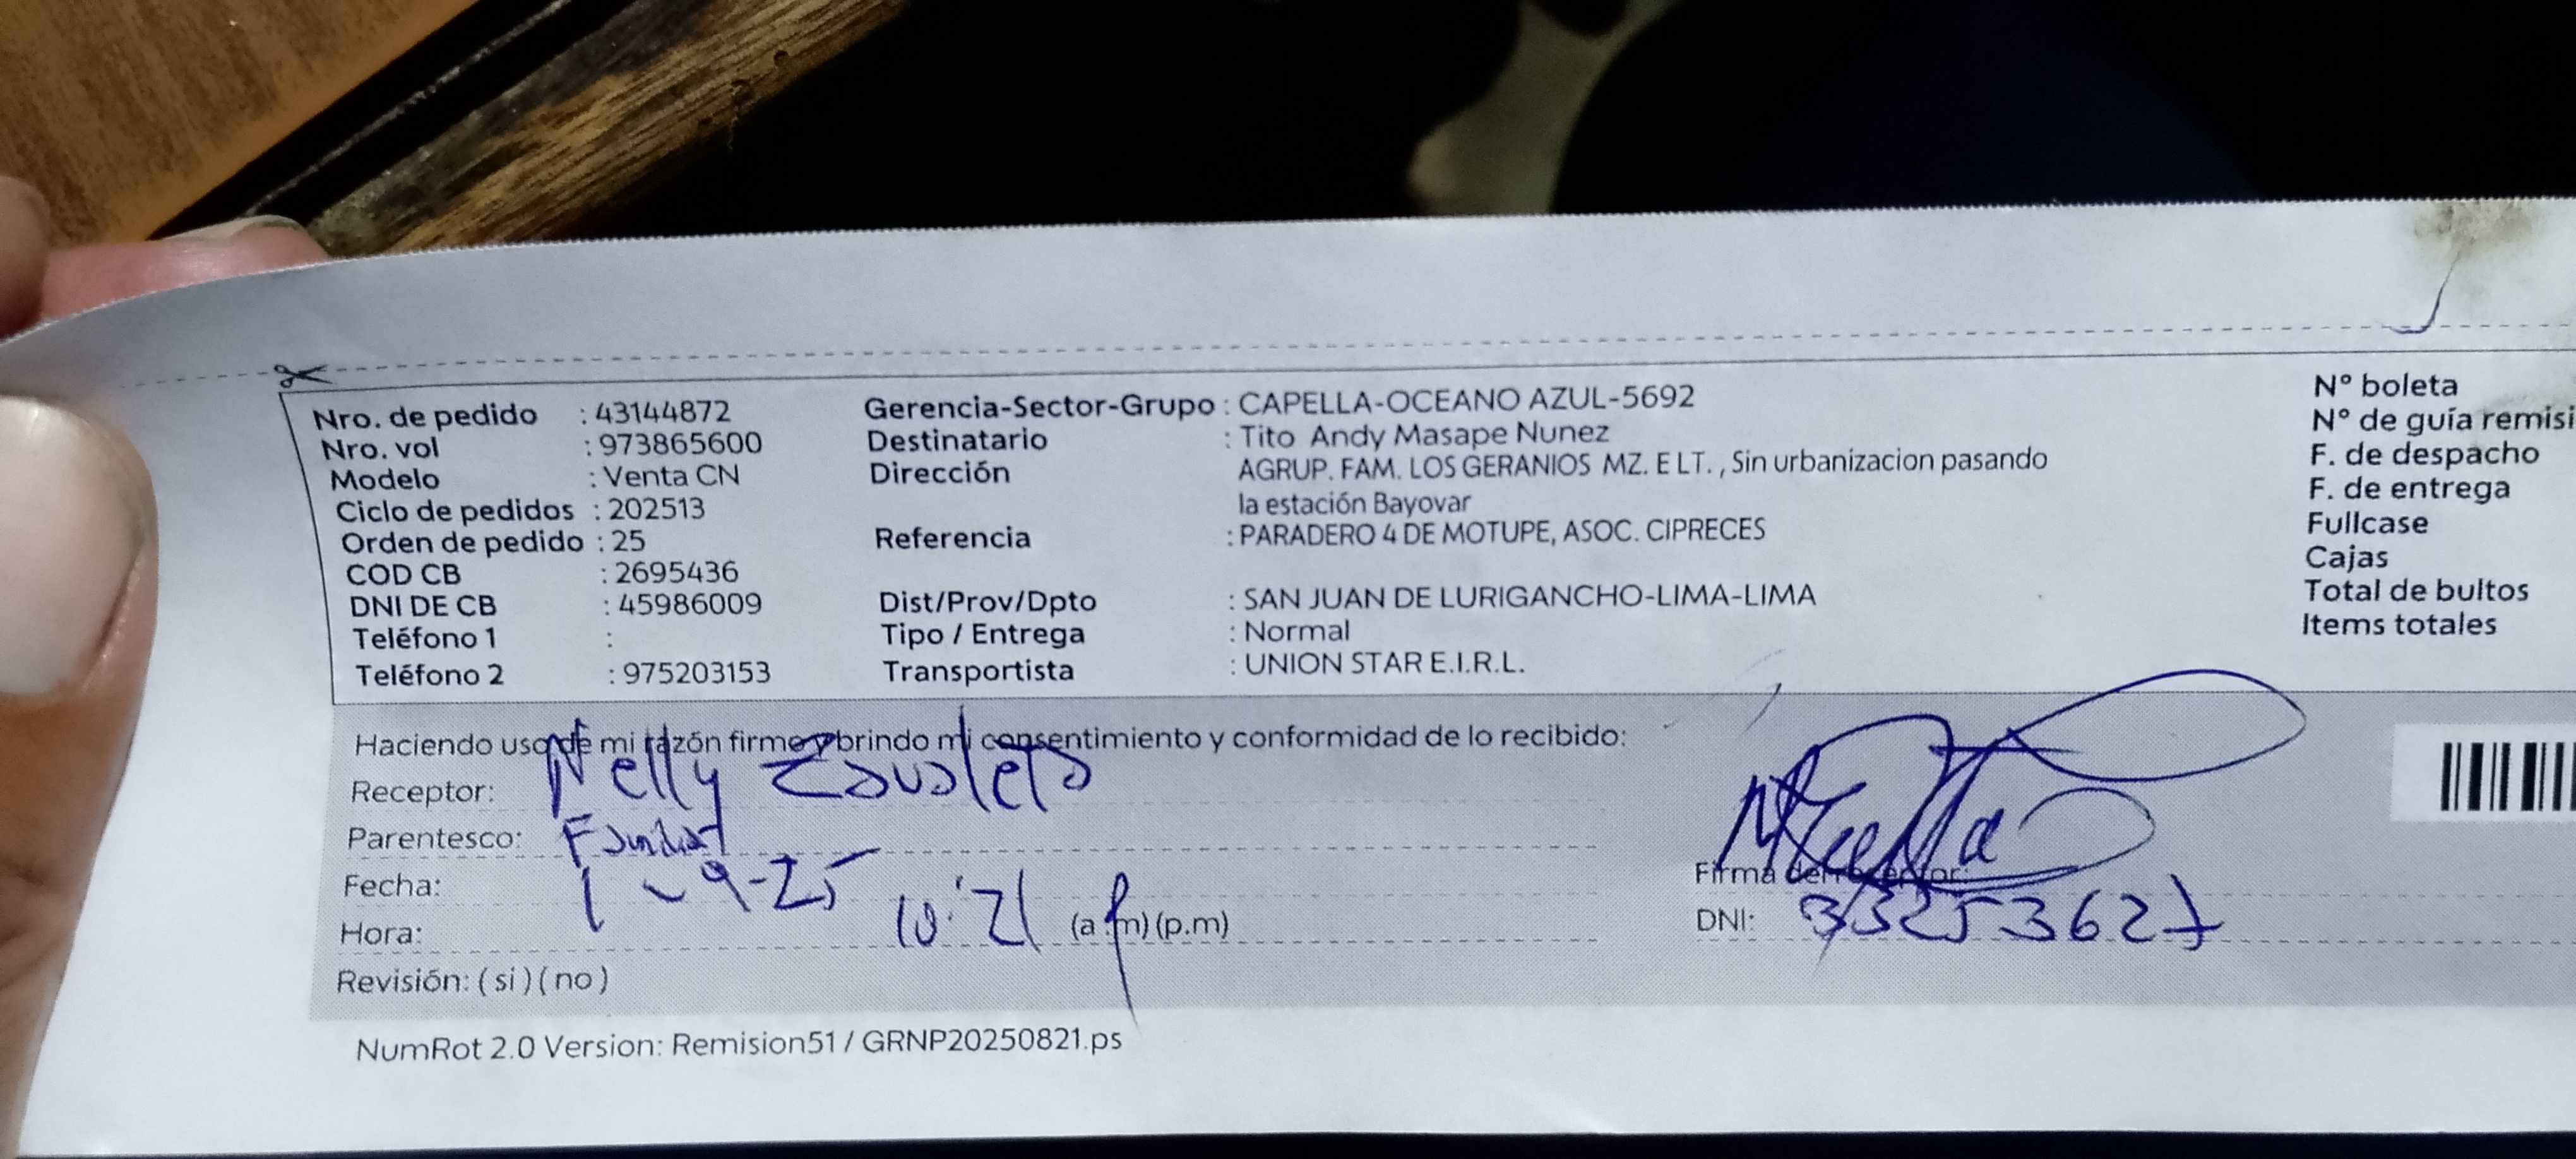 Nro. de pedido : 43144872
Nro. vol : 973865600
Modelo : Venta CN
Ciclo de pedidos : 202513
Orden de pedido : 25
COD CB : 2695436
DNI DE CB : 45986009
Teléfono 1 :
Teléfono 2 : 975203153
Gerencia-Sector-Grupo : CAPELLA-OCEANO AZUL-5692
Destinatario : Tito Andy Masape Nunez
Dirección AGRUP. FAM. LOS GERANIOS MZ. E LT. , Sin urbanizacion pasando
la estación Bayovar
Referencia : PARADERO 4 DE MOTUPE, ASOC. CIPRECES
Dist/Prov/Dpto : SAN JUAN DE LURIGANCHO-LIMA-LIMA
Tipo / Entrega : Normal
Transportista : UNION STAR E.I.R.L.
N° boleta
N° de guía remisi
F. de despacho
F. de entrega
Fullcase
Cajas
Total de bultos
Items totales
Haciendo uso de mi razón firmo y brindo mi consentimiento y conformidad de lo recibido:
Receptor: Nelly
Parentesco: Familiar
Fecha: 1-9-25
Hora: 10:21 (a.m) (p.m)
Revisión: ( si ) ( no )
Firma del receptor:
DNI: 33253627
NumRot 2.0 Version: Remision51 / GRNP20250821.ps